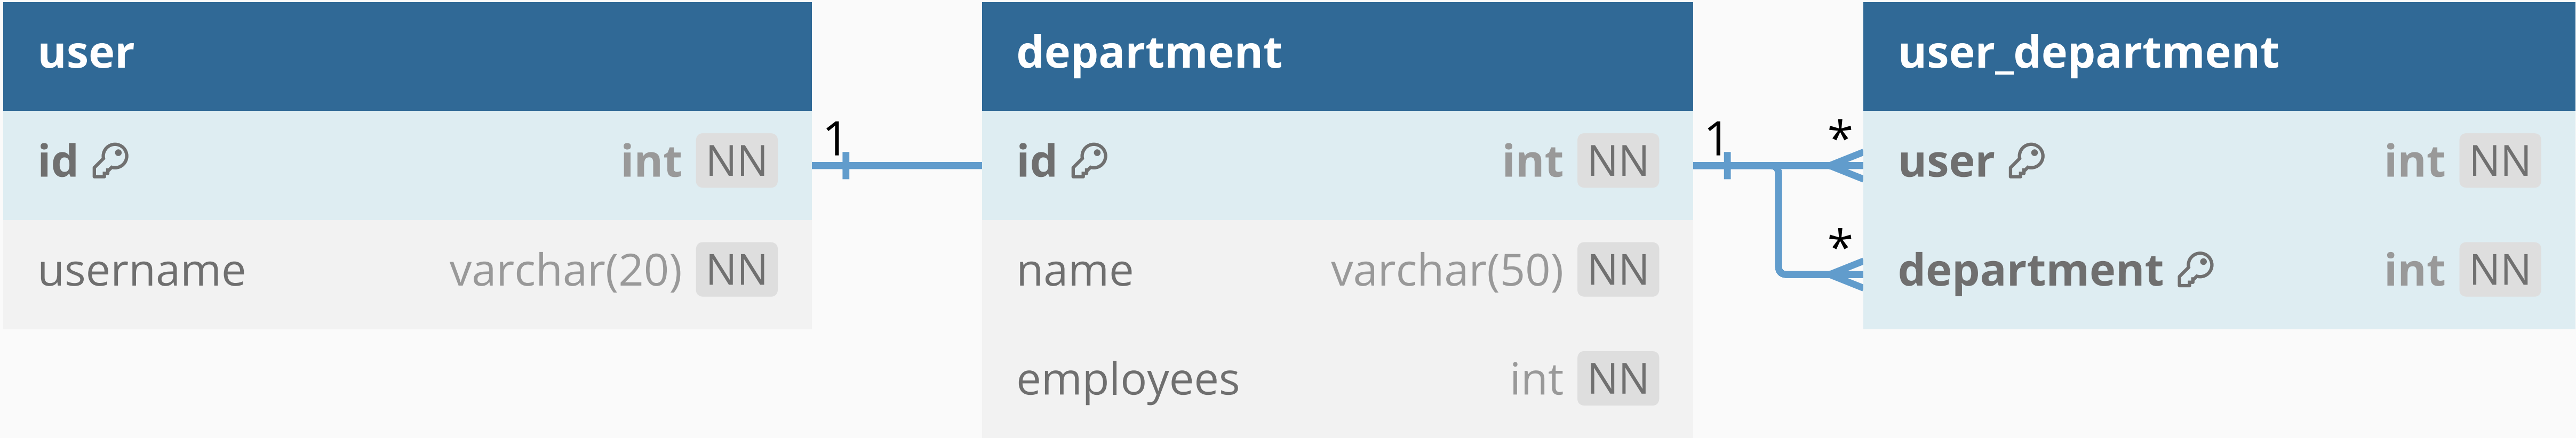 user
id int NN
username varchar(20) NN
1
department
id int NN
name varchar(50) NN
employees int NN
1
*
*
user_department
user int NN
department int NN